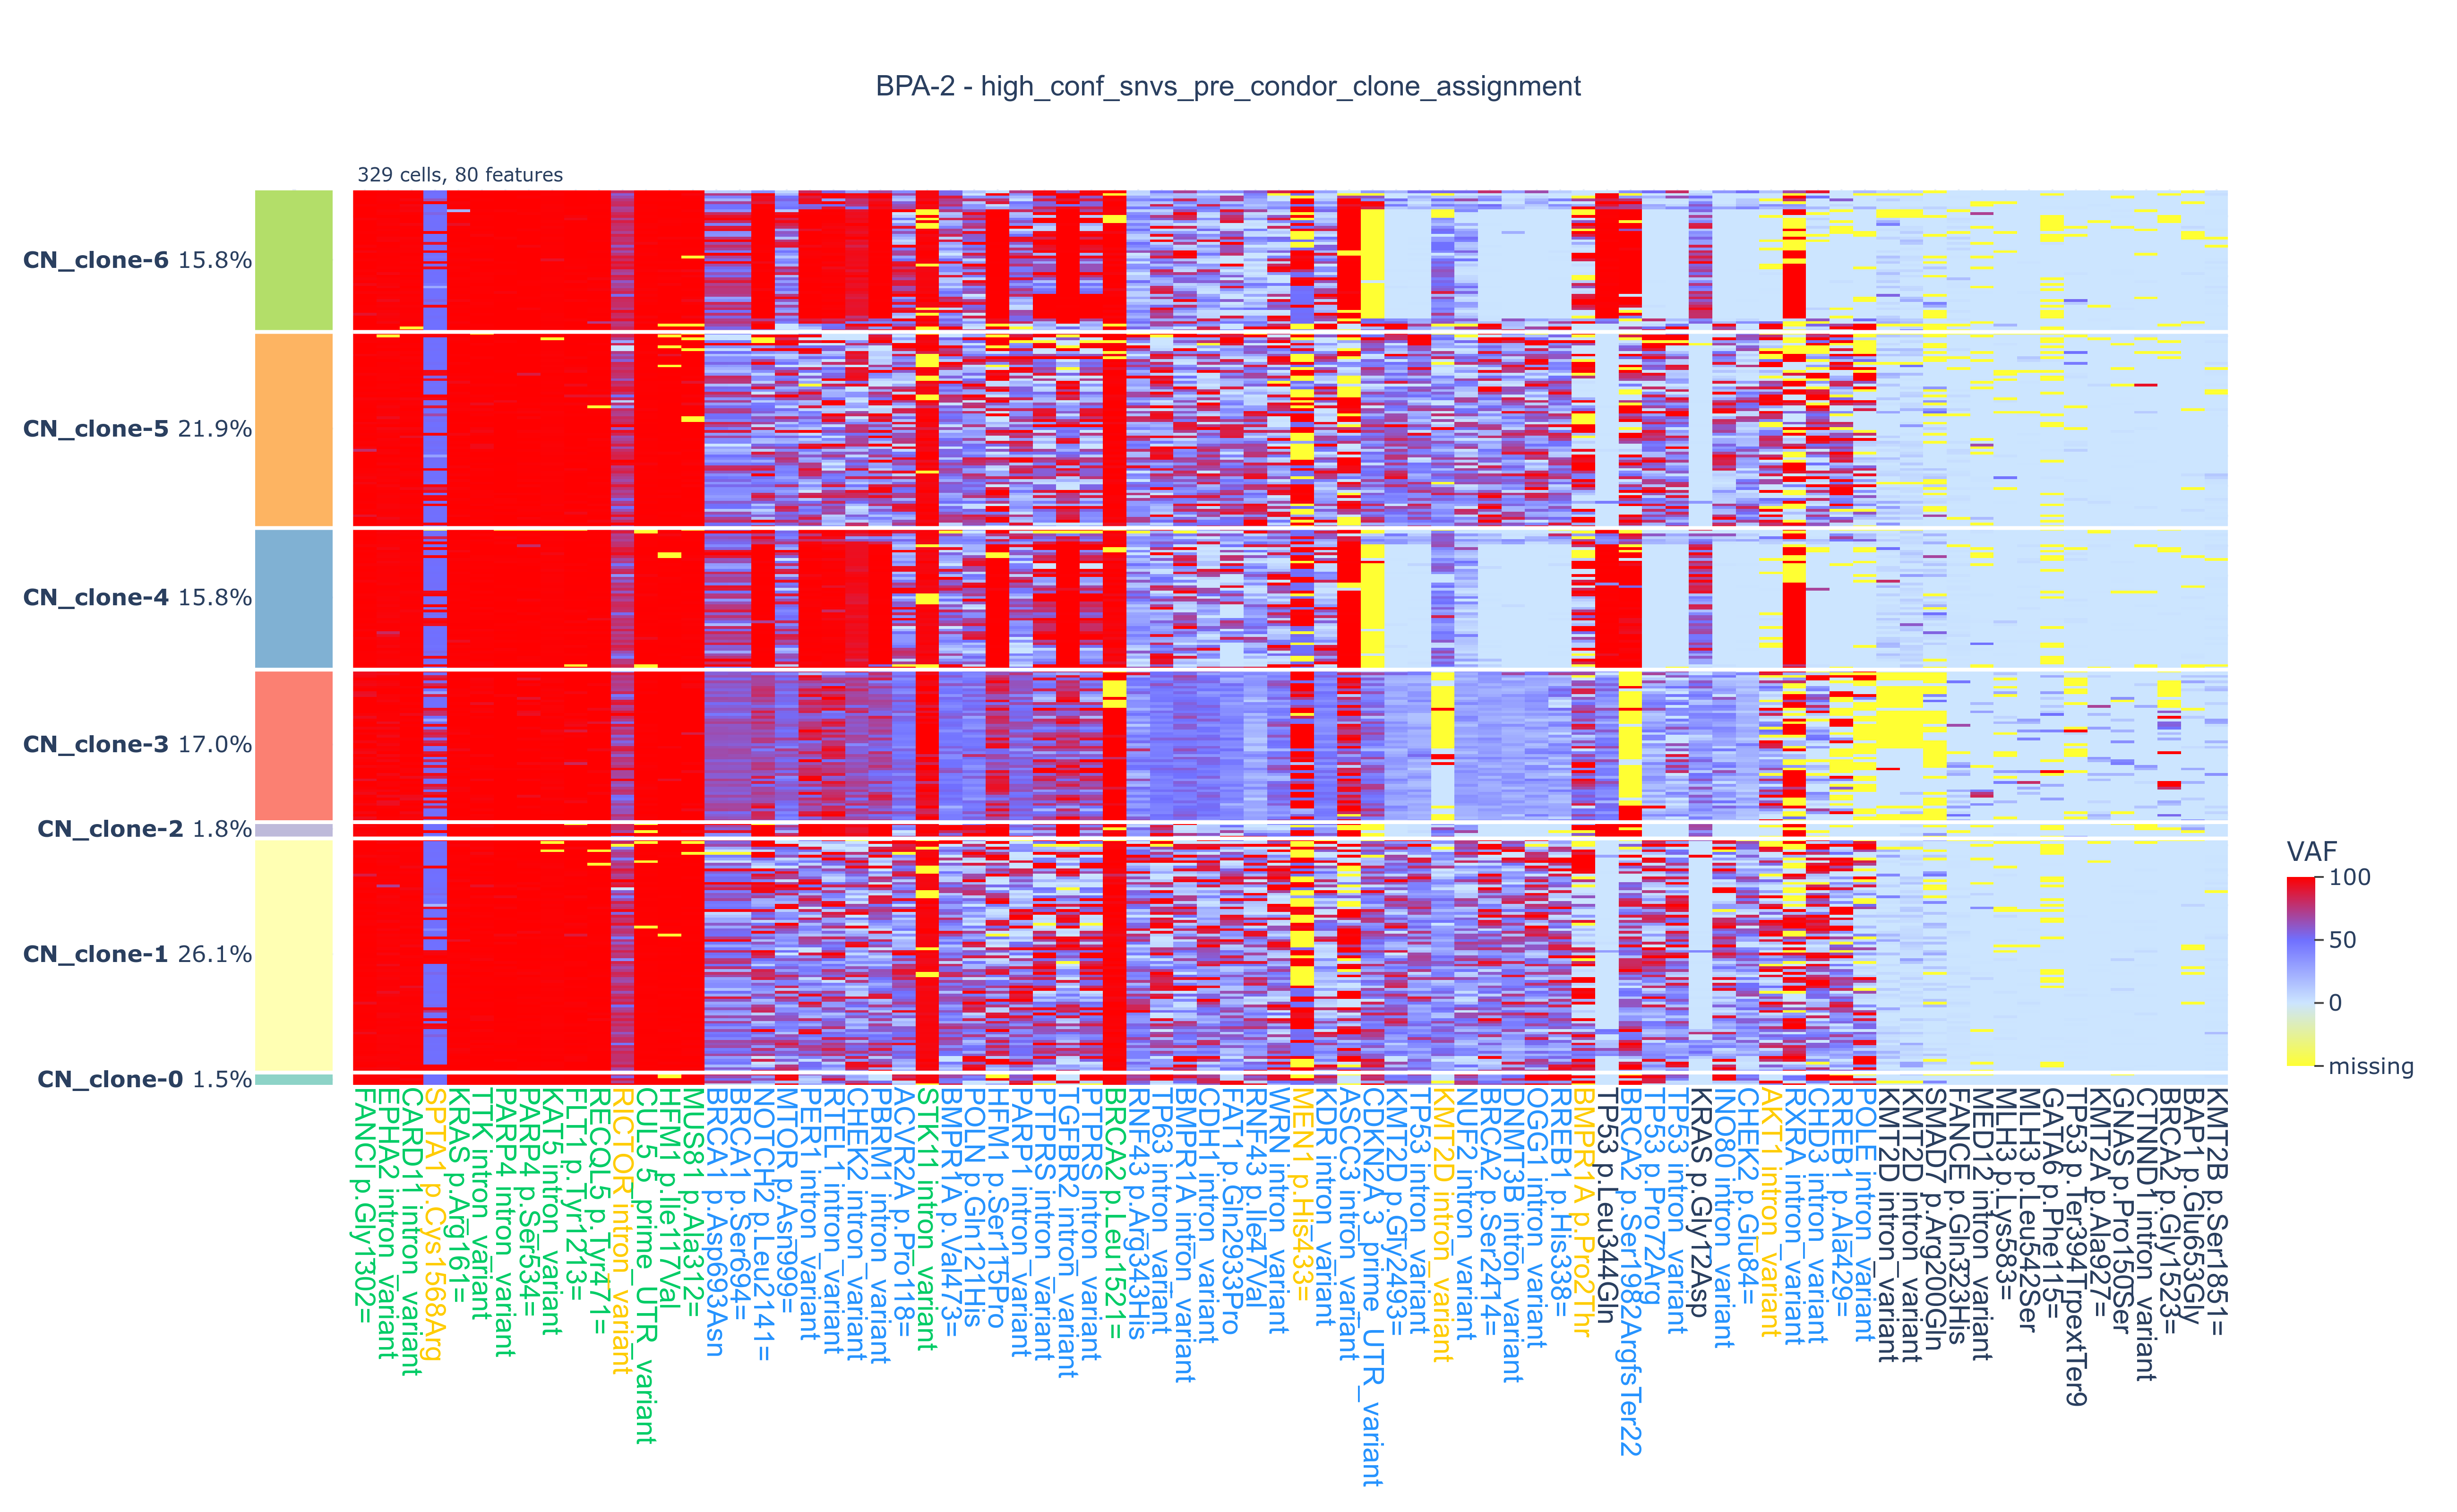 BPA-2 - high_conf_snvs_pre_condor_clone_assignment
329 cells, 80 features
CN_clone-6 15.8%
CN_clone-5 21.9%
CN_clone-4 15.8%
CN_clone-3 17.0%
CN_clone-2 1.8%
CN_clone-1 26.1%
CN_clone-0 1.5%
VAF
100
50
0
missing
FANCI p.Gly1302=
EPHA2 intron_variant
CARD11 intron_variant
SPTA1 p.Cys1568Arg
KRAS p.Arg161=
TTK intron_variant
PARP4 intron_variant
PARP4 p.Ser534=
KAT5 intron_variant
FLT1 p.Tyr1213=
RECQL5 p.Tyr471=
RICTOR intron_variant
CUL5 5_prime_UTR_variant
HFM1 p.Ile117Val
MUS81 p.Ala312=
BRCA1 p.Asp693Asn
BRCA1 p.Ser694=
NOTCH2 p.Leu2141=
MTOR p.Asn999=
PER1 intron_variant
RTEL1 intron_variant
CHEK2 intron_variant
PBRM1 intron_variant
ACVR2A p.Pro118=
STK11 intron_variant
BMPR1A p.Val473=
POLN p.Gln121His
HFM1 p.Ser115Pro
PARP1 intron_variant
PTPRS intron_variant
TGFBR2 intron_variant
PTPRS intron_variant
BRCA2 p.Leu1521=
RNF43 p.Arg343His
TP63 intron_variant
BMPR1A intron_variant
CDH1 intron_variant
FAT1 p.Gln2933Pro
RNF43 p.Ile47Val
WRN intron_variant
MEN1 p.His433=
KDR intron_variant
ASCC3 intron_variant
CDKN2A 3_prime_UTR_variant
KMT2D p.Gly2493=
TP53 intron_variant
KMT2D intron_variant
NUF2 intron_variant
BRCA2 p.Ser2414=
DNMT3B intron_variant
OGG1 intron_variant
RREB1 p.His338=
BMPR1A p.Pro2Thr
TP53 p.Leu344Gln
BRCA2 p.Ser1982ArgfsTer22
TP53 p.Pro72Arg
TP53 intron_variant
KRAS p.Gly12Asp
INO80 intron_variant
CHEK2 p.Glu84=
AKT1 intron_variant
RXRA intron_variant
CHD3 intron_variant
RREB1 p.Ala429=
POLE intron_variant
KMT2D intron_variant
KMT2D intron_variant
SMAD7 p.Arg200Gln
FANCE p.Gln323His
MED12 intron_variant
MLH3 p.Lys583=
MLH3 p.Leu542Ser
GATA6 p.Phe115=
TP53 p.Ter394TrpextTer9
KMT2A p.Ala927=
GNAS p.Pro150Ser
CTNND1 intron_variant
BRCA2 p.Gly1523=
BAP1 p.Glu653Gly
KMT2B p.Ser1851=